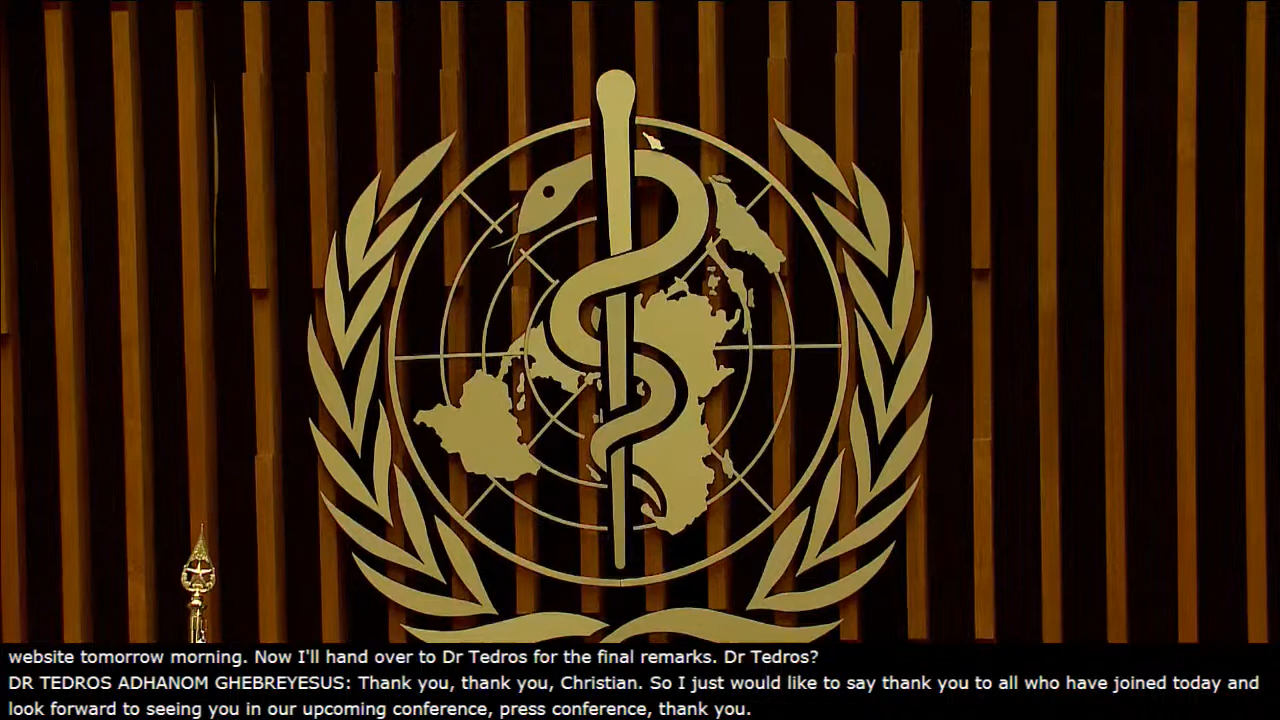 website tomorrow morning. Now I'll hand over to Dr Tedros for the final remarks. Dr Tedros?
DR TEDROS ADHANOM GHEBREYESUS: Thank you, thank you, Christian. So I just would like to say thank you to all who have joined today and
look forward to seeing you in our upcoming conference, press conference, thank you.